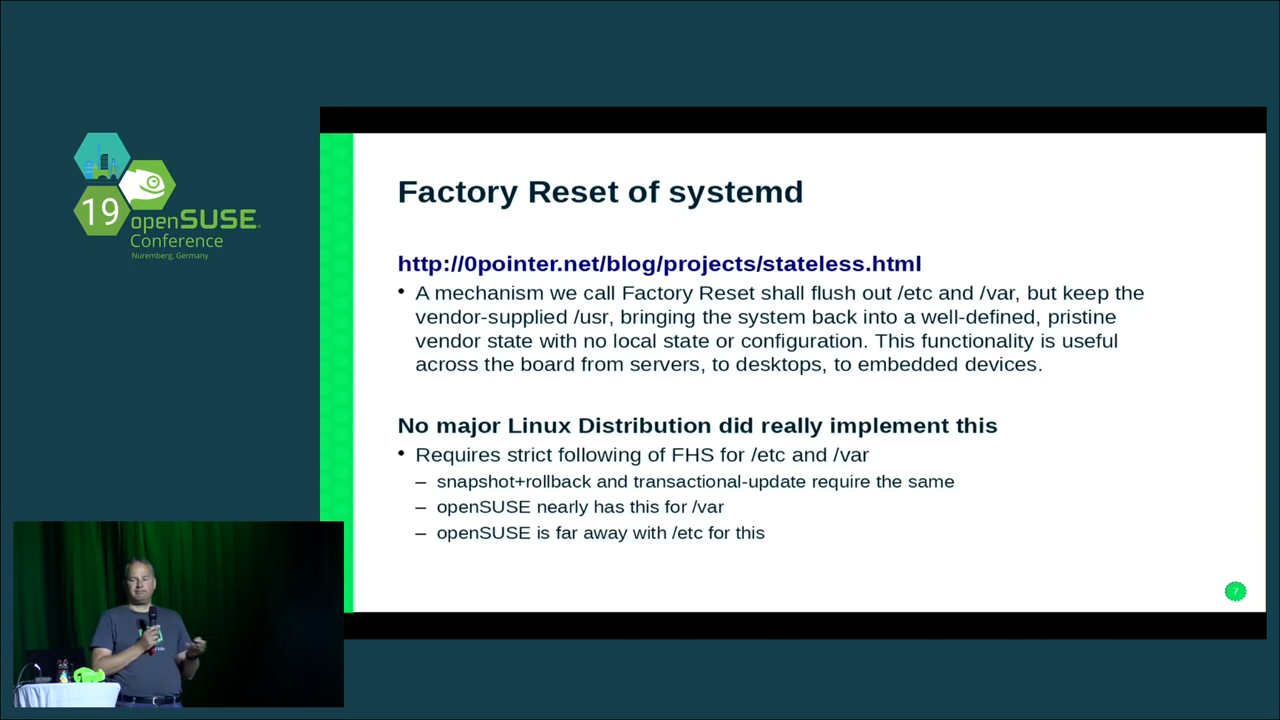 19
openSUSE
Conference
Nuremberg, Germany
Factory Reset of systemd
http://0pointer.net/blog/projects/stateless.html
• A mechanism we call Factory Reset shall flush out /etc and /var, but keep the
vendor-supplied /usr, bringing the system back into a well-defined, pristine
vendor state with no local state or configuration. This functionality is useful
across the board from servers, to desktops, to embedded devices.
No major Linux Distribution did really implement this
• Requires strict following of FHS for /etc and /var
– snapshot+rollback and transactional-update require the same
– openSUSE nearly has this for /var
– openSUSE is far away with /etc for this
7